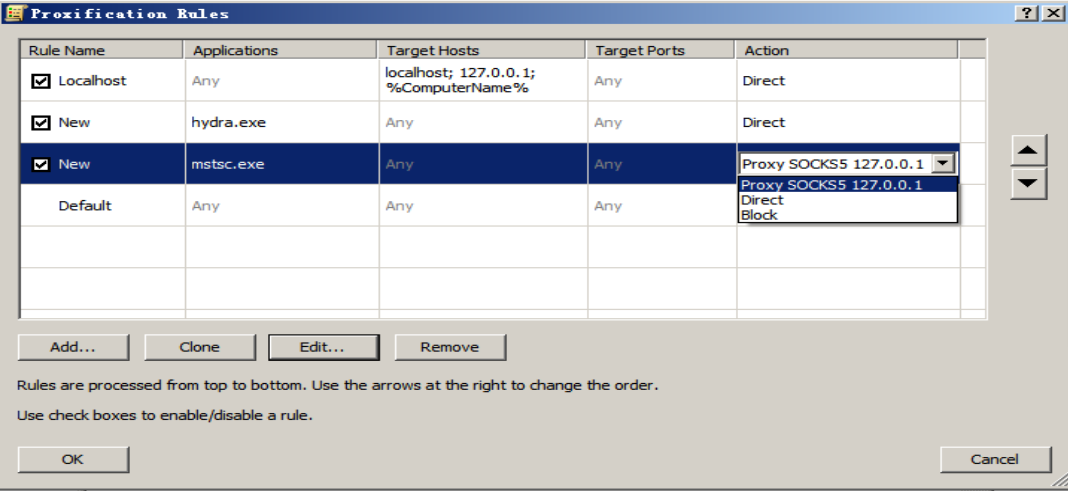 Proxification Rules
Rule Name Applications Target Hosts Target Ports Action
Localhost Any localhost; 127.0.0.1; Any Direct
%ComputerName%
New hydra.exe Any Any Direct
New mstsc.exe Any Any Proxy SOCKS5 127.0.0.1
Proxy SOCKS5 127.0.0.1
Direct
Block
Default Any Any Any
Add... Clone Edit... Remove
Rules are processed from top to bottom. Use the arrows at the right to change the order.
Use check boxes to enable/disable a rule.
OK Cancel